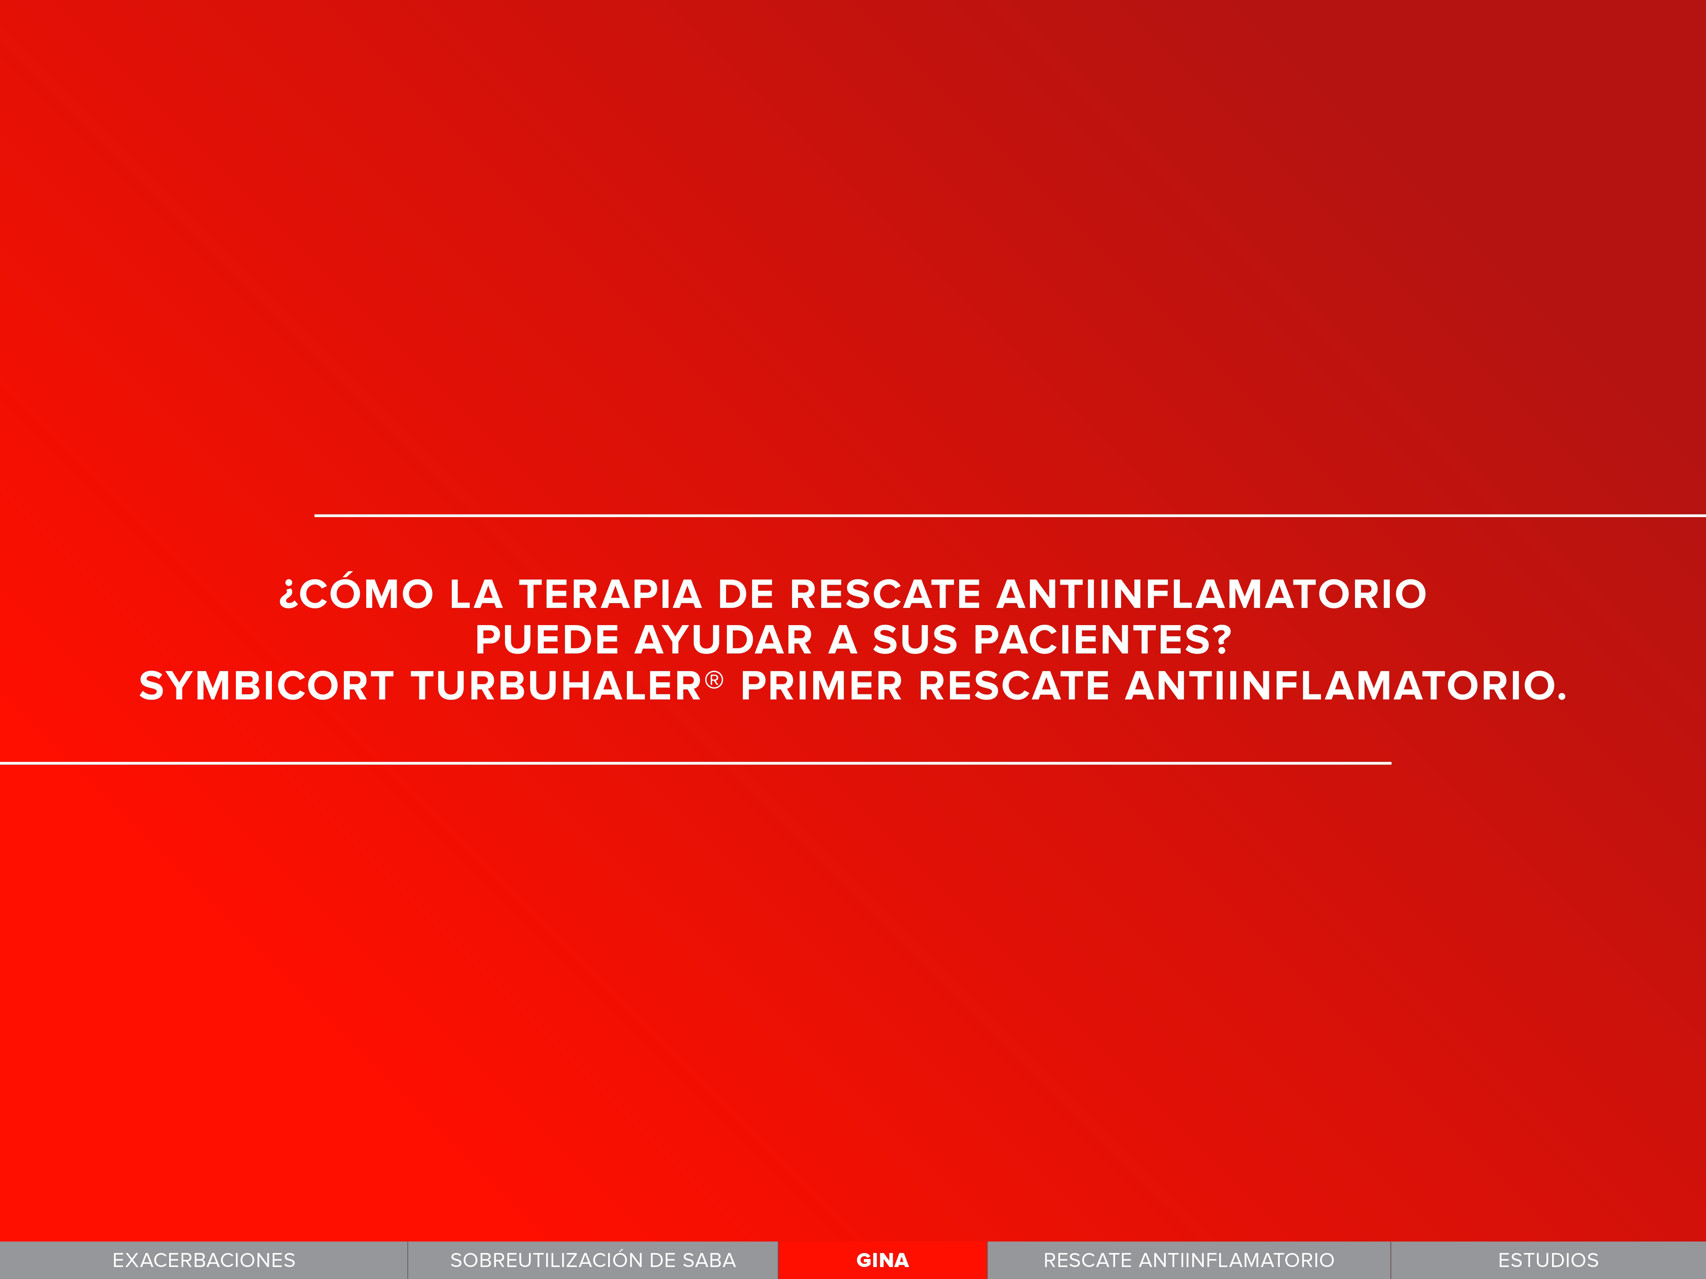 ¿CÓMO LA TERAPIA DE RESCATE ANTIINFLAMATORIO
PUEDE AYUDAR A SUS PACIENTES?
SYMBICORT TURBUHALER® PRIMER RESCATE ANTIINFLAMATORIO.
EXACERBACIONES
SOBREUTILIZACIÓN DE SABA
GINA
RESCATE ANTIINFLAMATORIO
ESTUDIOS